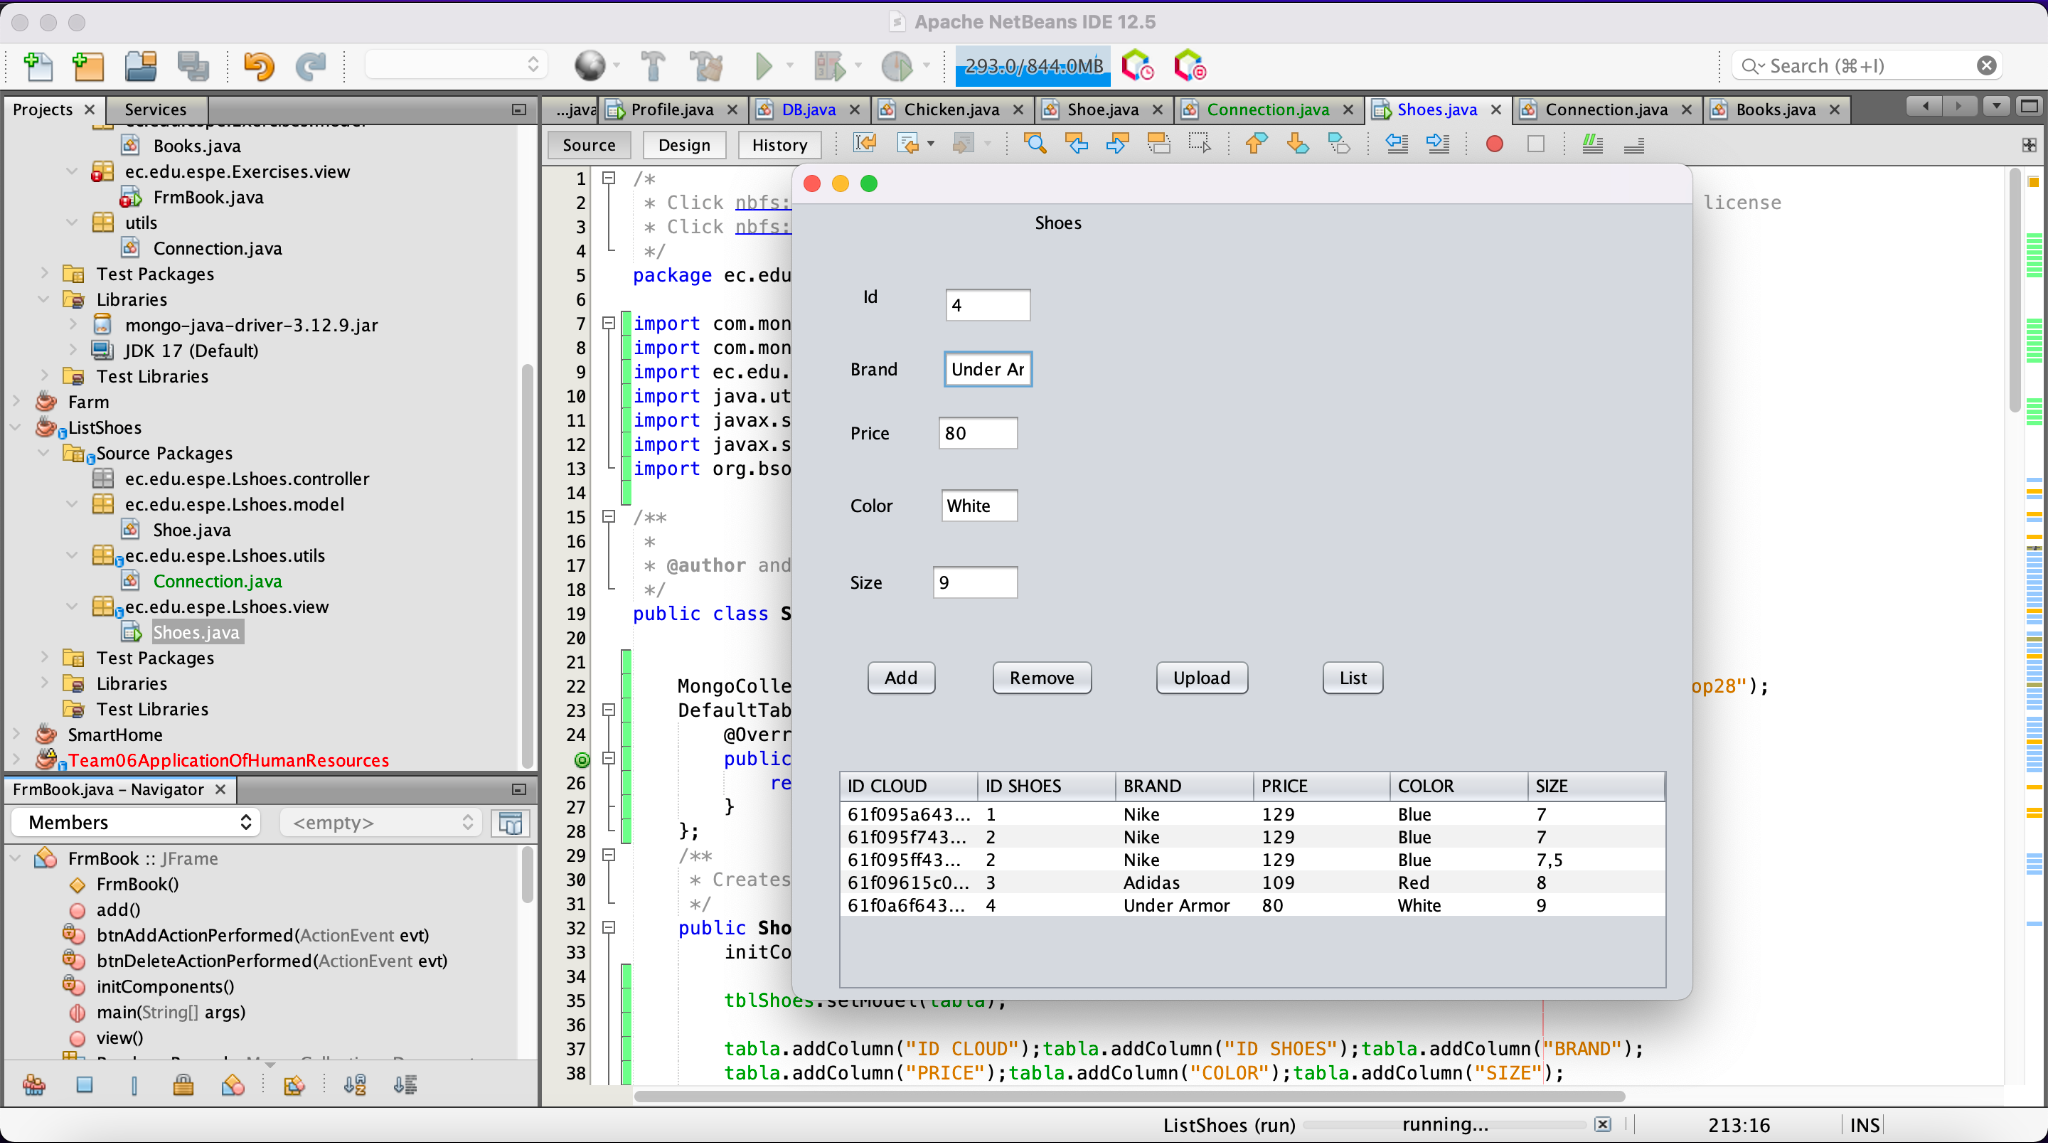 Apache NetBeans IDE 12.5
293.0/844.0MB
Search (⌘+I)
Projects
Services
...java
Profile.java
DB.java
Chicken.java
Shoe.java
Connection.java
Shoes.java
Connection.java
Books.java
Source
Design
History
Books.java
ec.edu.espe.Exercises.view
FrmBook.java
utils
Connection.java
Test Packages
Libraries
mongo-java-driver-3.12.9.jar
JDK 17 (Default)
Test Libraries
Farm
ListShoes
Source Packages
ec.edu.espe.Lshoes.controller
ec.edu.espe.Lshoes.model
Shoe.java
ec.edu.espe.Lshoes.utils
Connection.java
ec.edu.espe.Lshoes.view
Shoes.java
Test Packages
Libraries
Test Libraries
SmartHome
Team06ApplicationOfHumanResources
FrmBook.java - Navigator
Members
<empty>
FrmBook :: JFrame
FrmBook()
add()
btnAddActionPerformed(ActionEvent evt)
btnDeleteActionPerformed(ActionEvent evt)
initComponents()
main(String[] args)
view()
1 /*
2 * Click nbfs: license
3 * Click nbfs:
4 */
5 package ec.edu
6
7 import com.mon
8 import com.mon
9 import ec.edu.
10 import java.ut
11 import javax.s
12 import javax.s
13 import org.bso
14
15 /**
16 *
17 * @author and
18 */
19 public class S
20
21
22 MongoColle op28");
23 DefaultTab
24 @Overr
public
26 re
27 }
28 };
29 /**
30 * Creates
31 */
32 public Sho
33 initCo
34
35 tblShoes.setModel(tabla);
36
37 tabla.addColumn("ID CLOUD");tabla.addColumn("ID SHOES");tabla.addColumn("BRAND");
38 tabla.addColumn("PRICE");tabla.addColumn("COLOR");tabla.addColumn("SIZE");
Shoes
Id 4
Brand Under Ar
Price 80
Color White
Size 9
Add Remove Upload List
ID CLOUD ID SHOES BRAND PRICE COLOR SIZE
61f095a643... 1 Nike 129 Blue 7
61f095f743... 2 Nike 129 Blue 7
61f095ff43... 2 Nike 129 Blue 7,5
61f09615c0... 3 Adidas 109 Red 8
61f0a6f643... 4 Under Armor 80 White 9
ListShoes (run) running... 213:16 INS